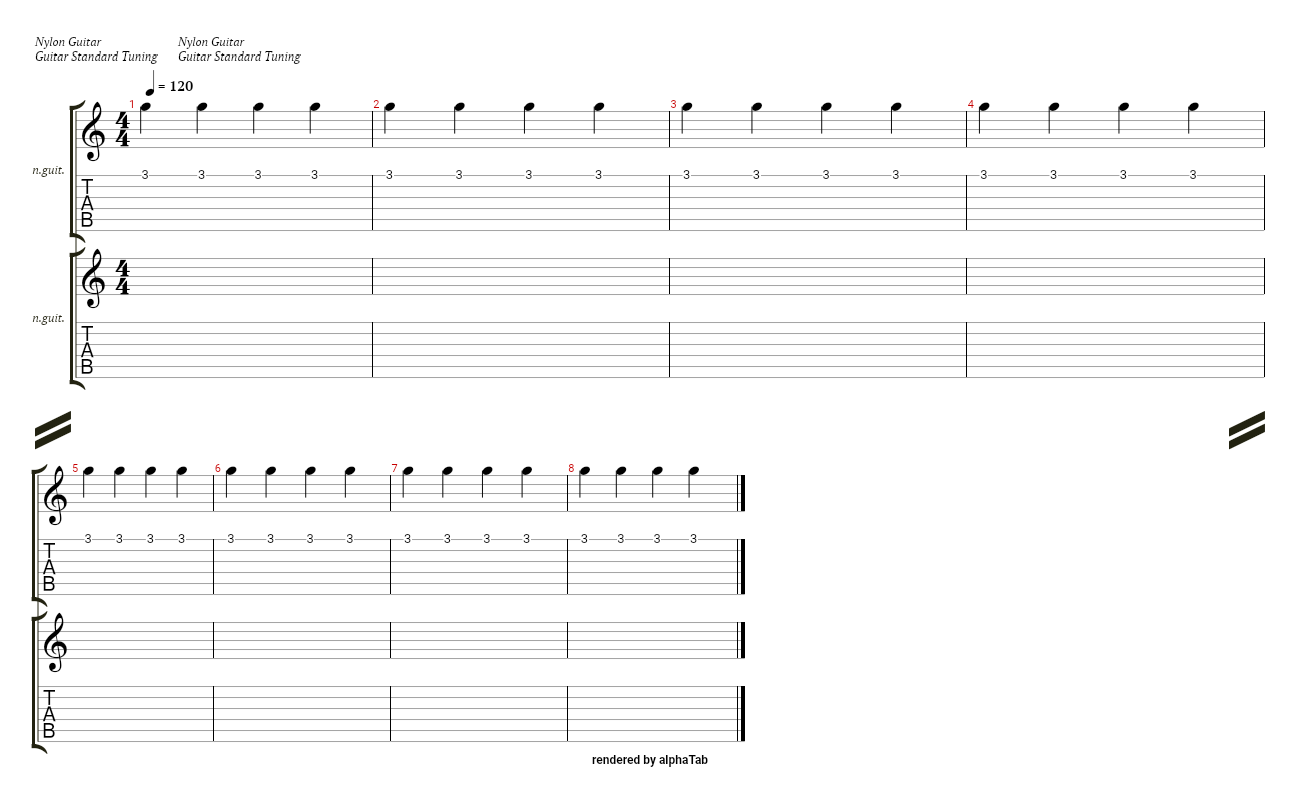 Nylon Guitar Nylon Guitar
Guitar Standard Tuning Guitar Standard Tuning
= 120
1 2 3 4
4
4
n.guit.
3 3 3 3 3 3 3 3 3 3 3 3 3 3 3 3
T
A
B
4
4
n.guit.
T
A
B
5 6 7 8
3 3 3 3 3 3 3 3 3 3 3 3 3 3 3 3
T
A
B
T
A
B
rendered by alphaTab